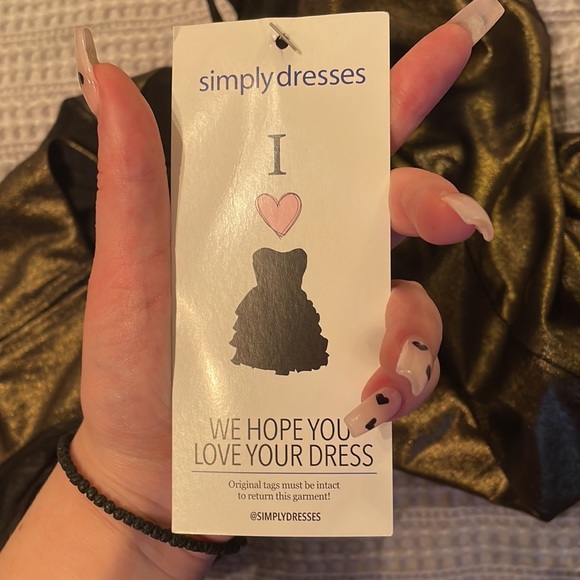 simplydresses
I
WE HOPE YOU
LOVE YOUR DRESS
Original tags must be intact
to return this garment!
@SIMPLYDRESSES